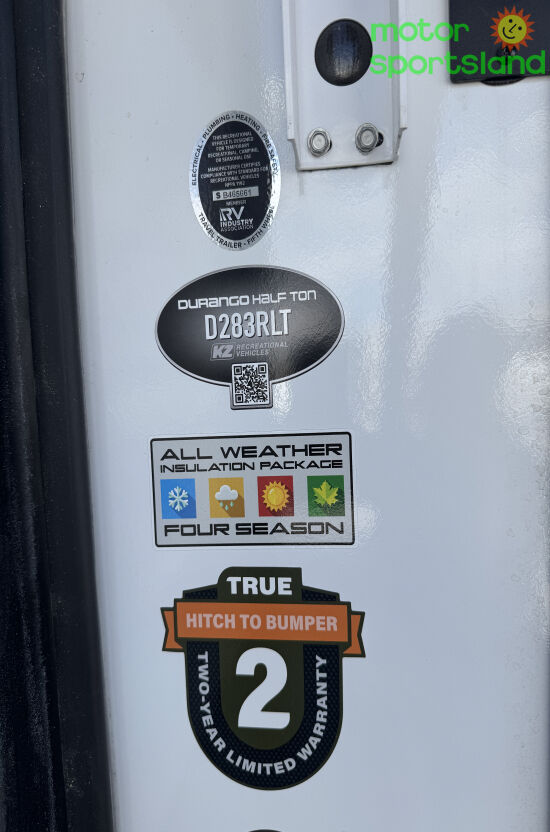 motor
sportsland
ELECTRICAL • PLUMBING • HEATING • FIRE SAFETY
THIS RECREATIONAL
VEHICLE IS DESIGNED
FOR TEMPORARY
RECREATIONAL, CAMPING,
OR SEASONAL USE
MANUFACTURER CERTIFIES
COMPLIANCE WITH STANDARD FOR
RECREATIONAL VEHICLES
NFPA 1192
MEMBER
RV
INDUSTRY
ASSOCIATION
TRAVEL TRAILER • FIFTH WHEEL
DURANGO HALF TON
D283RLT
KZ RECREATIONAL
VEHICLES
ALL WEATHER
INSULATION PACKAGE
FOUR SEASON
TRUE
HITCH TO BUMPER
2
TWO-YEAR LIMITED WARRANTY